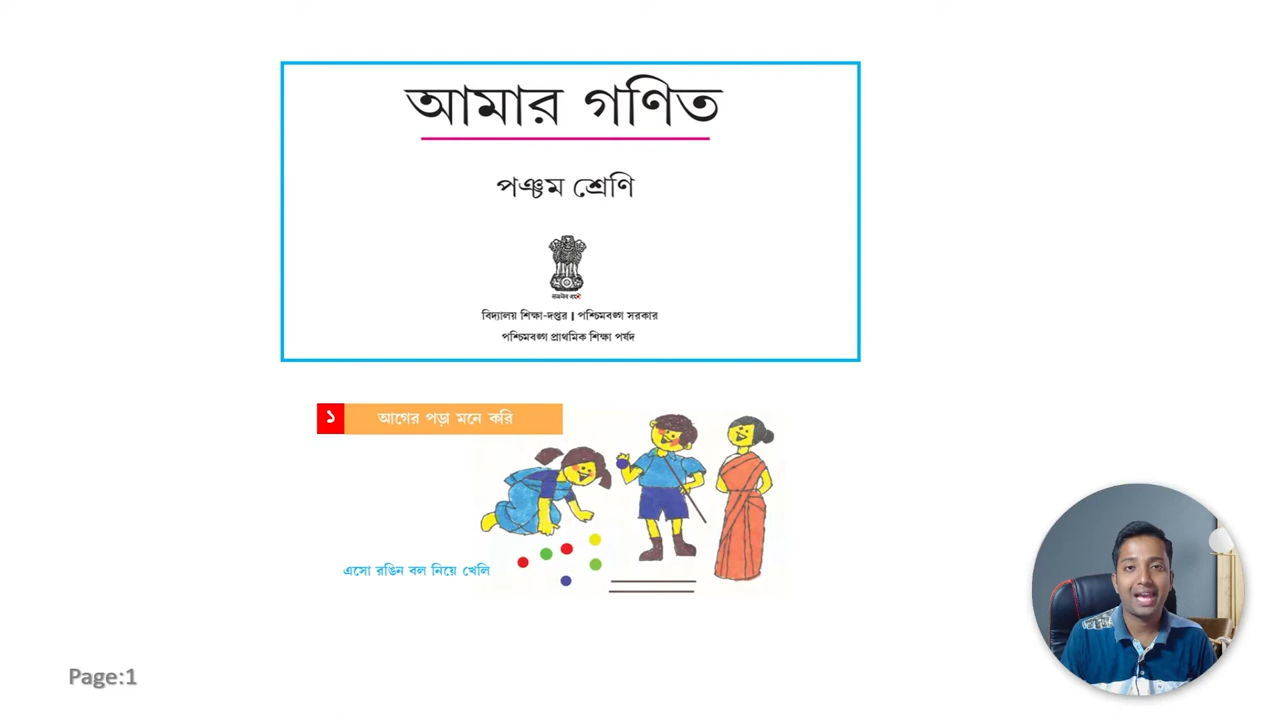 আমার গণিত
পঞ্চম শ্রেণি
বিদ্যালয় শিক্ষা-দপ্তর। পশ্চিমবঙ্গ সরকার
পশ্চিমবঙ্গ প্রাথমিক শিক্ষা পর্ষদ
১ আগের পড়া মনে করি
এসো রঙিন বল নিয়ে খেলি
Page:1